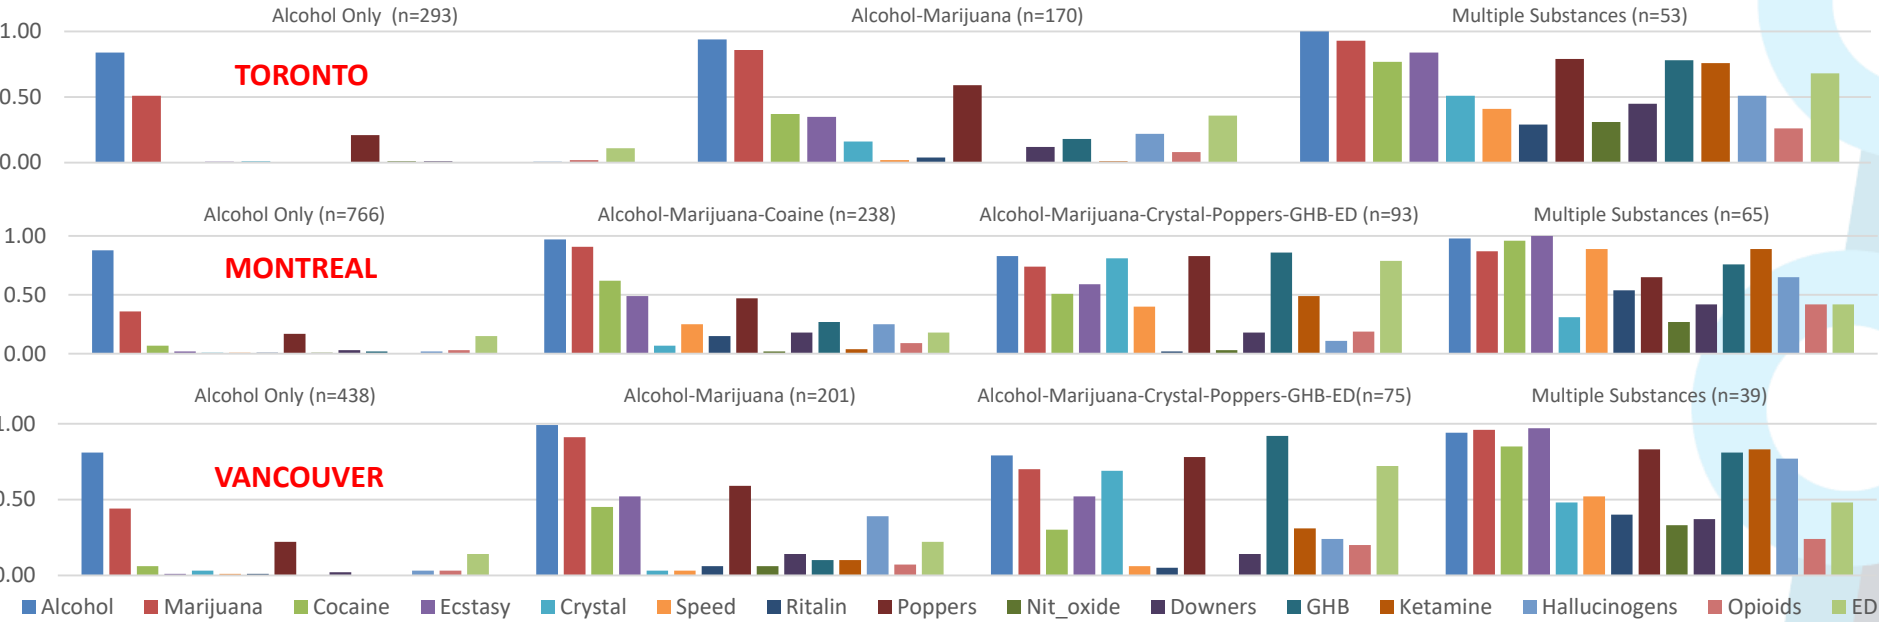 Alcohol Only  (n=293)
Alcohol-Marijuana (n=170)
Multiple Substances (n=53)
1.00
TORONTO
0.50
0.00
Alcohol Only (n=766)
Alcohol-Marijuana-Coaine (n=238)
Alcohol-Marijuana-Crystal-Poppers-GHB-ED (n=93)
Multiple Substances (n=65)
1.00
MONTREAL
0.50
0.00
Alcohol Only (n=438)
Alcohol-Marijuana (n=201)
Alcohol-Marijuana-Crystal-Poppers-GHB-ED(n=75)
Multiple Substances (n=39)
1.00
VANCOUVER
0.50
0.00
Alcohol
Marijuana
Cocaine
Ecstasy
Crystal
Speed
Ritalin
Poppers
Nit_oxide
Downers
GHB
Ketamine
Hallucinogens
Opioids
ED